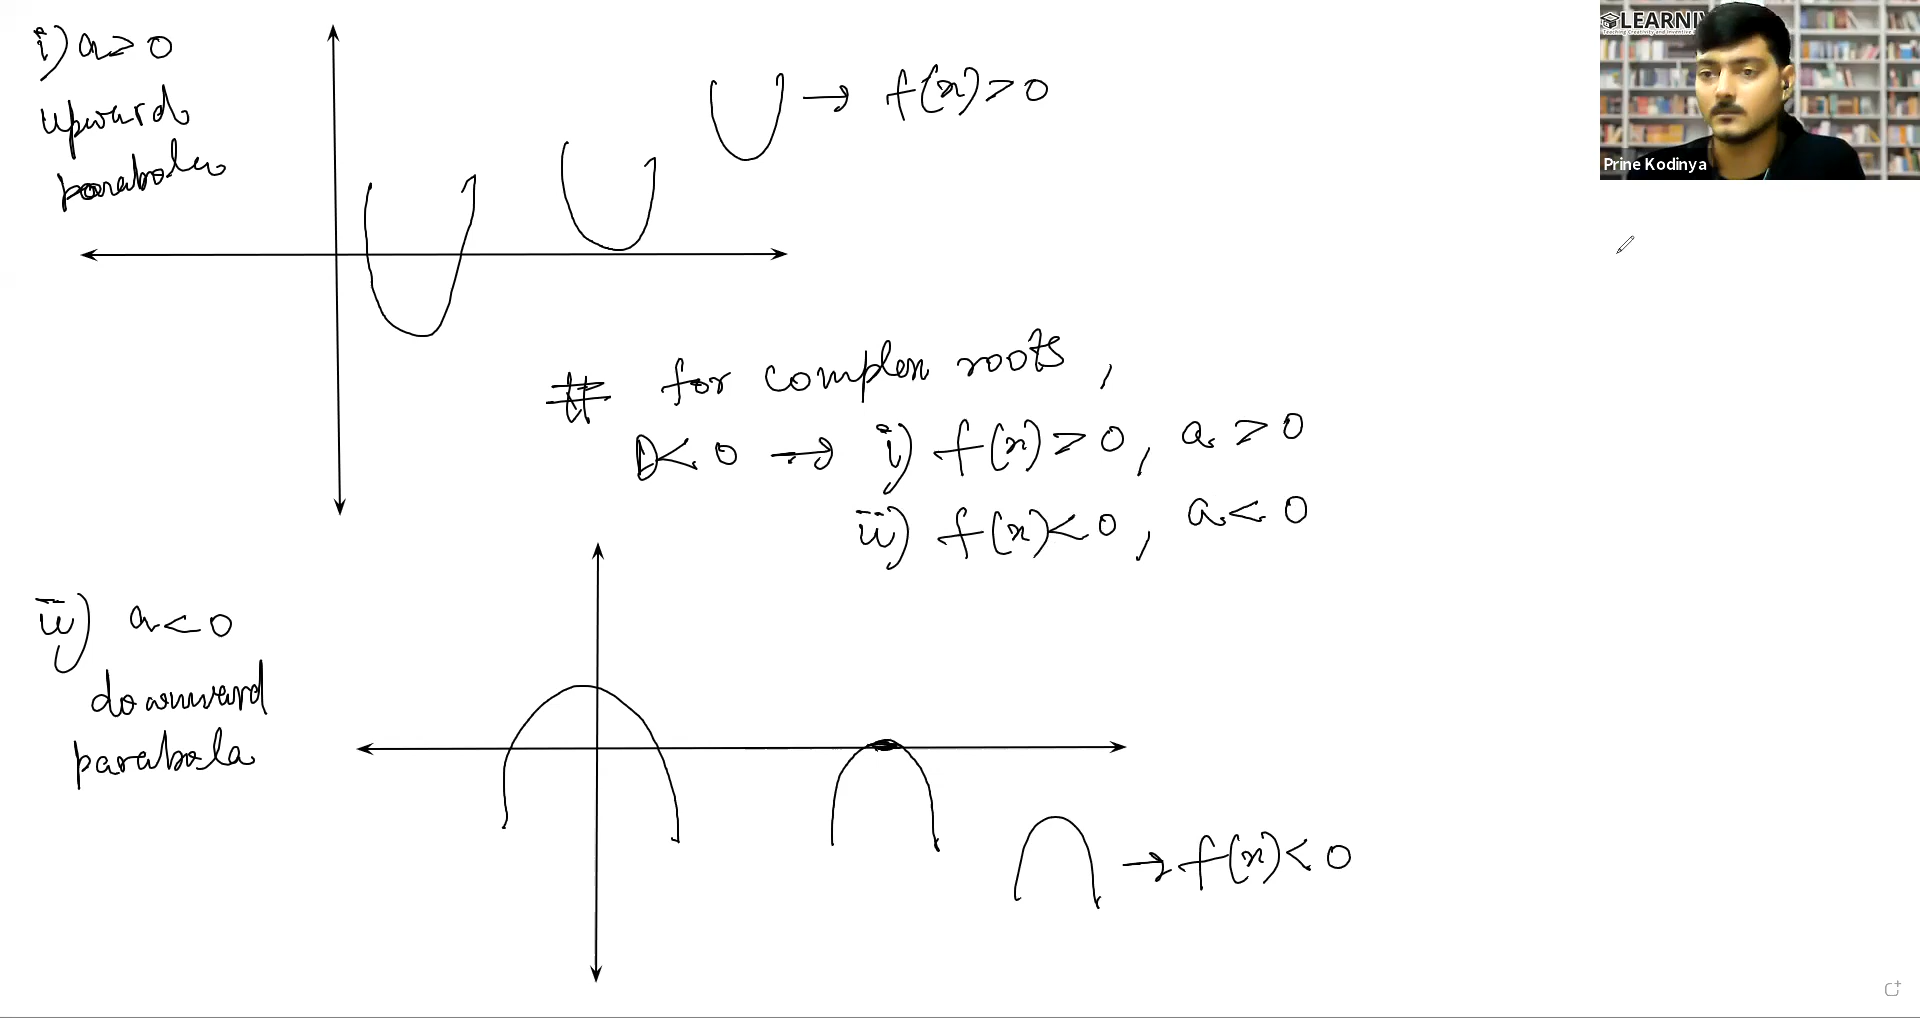 i) a > 0
upward
parabola
→ f(x) > 0
# for complex roots,
D < 0 → i) f(x) > 0, a > 0
ii) f(x) < 0, a < 0
ii) a < 0
downward
parabola
→ f(x) < 0
LEARNI
Prine Kodinya